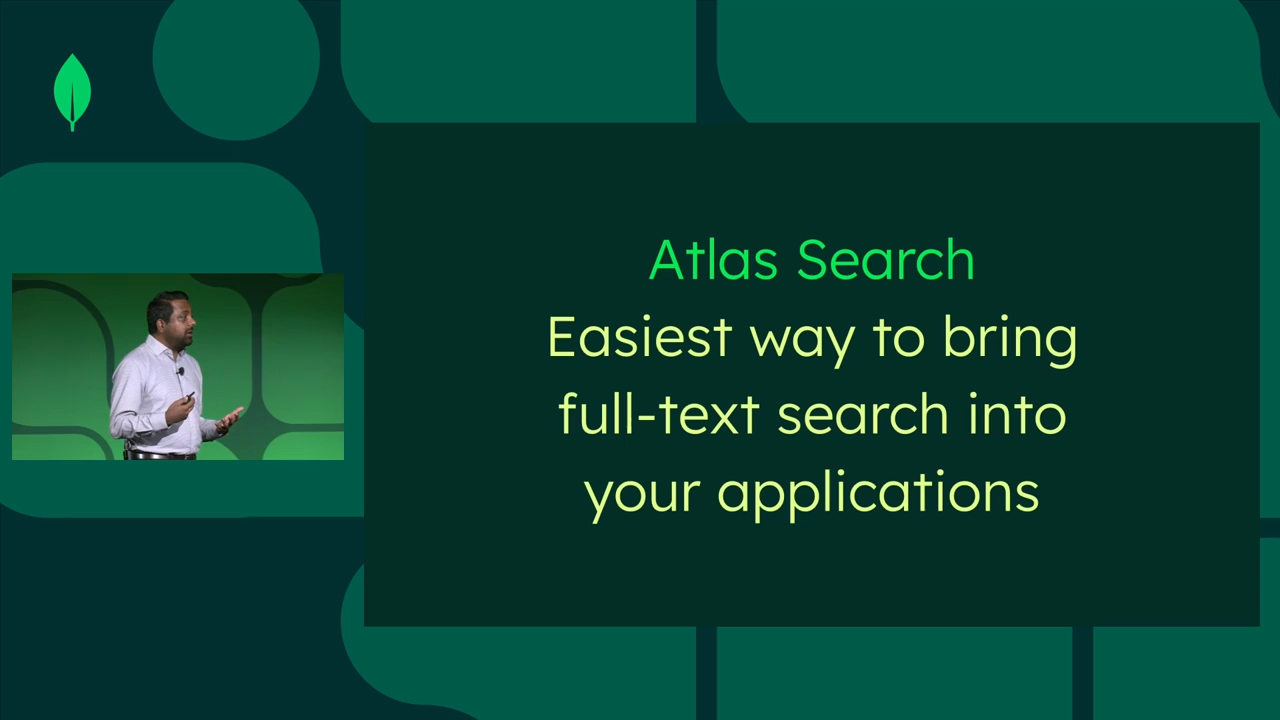 Atlas Search
Easiest way to bring
full-text search into
your applications